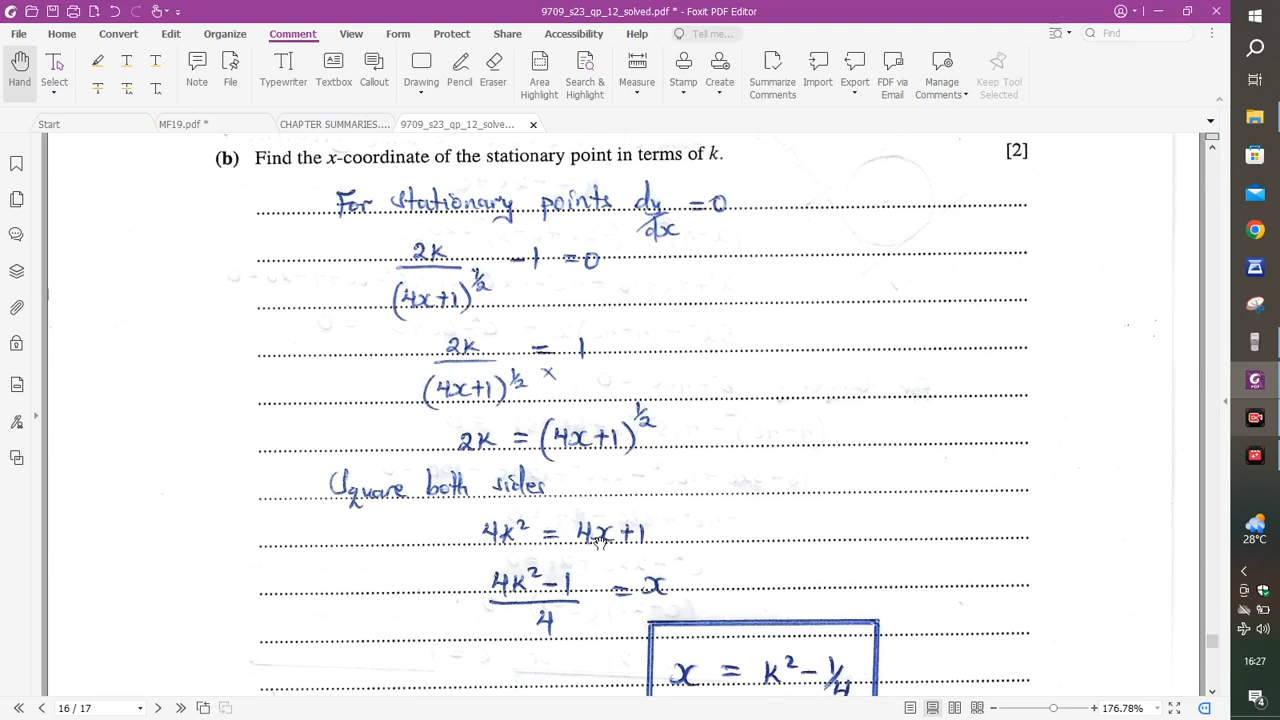 9709_s23_qp_12_solved.pdf * - Foxit PDF Editor
File Home Convert Edit Organize Comment View Form Protect Share Accessibility Help Tell me... Find
Hand Select Note File Typewriter Textbox Callout Drawing Pencil Eraser Area Highlight Search & Highlight Measure Stamp Create Summarize Comments Import Export FDF via Email Manage Comments Keep Tool Selected
Start MF19.pdf * CHAPTER SUMMARIES.... 9709_s23_qp_12_solve...
(b) Find the x-coordinate of the stationary point in terms of k. [2]
For stationary points dy/dx = 0
2k/(4x+1)^½ - 1 = 0
2k/(4x+1)^½ = 1
×
2k = (4x+1)^½
Square both sides
4k² = 4x+1
4k²-1/4 = x
x = k² - ¼
28°C
16:27
16 / 17 176.78%
4